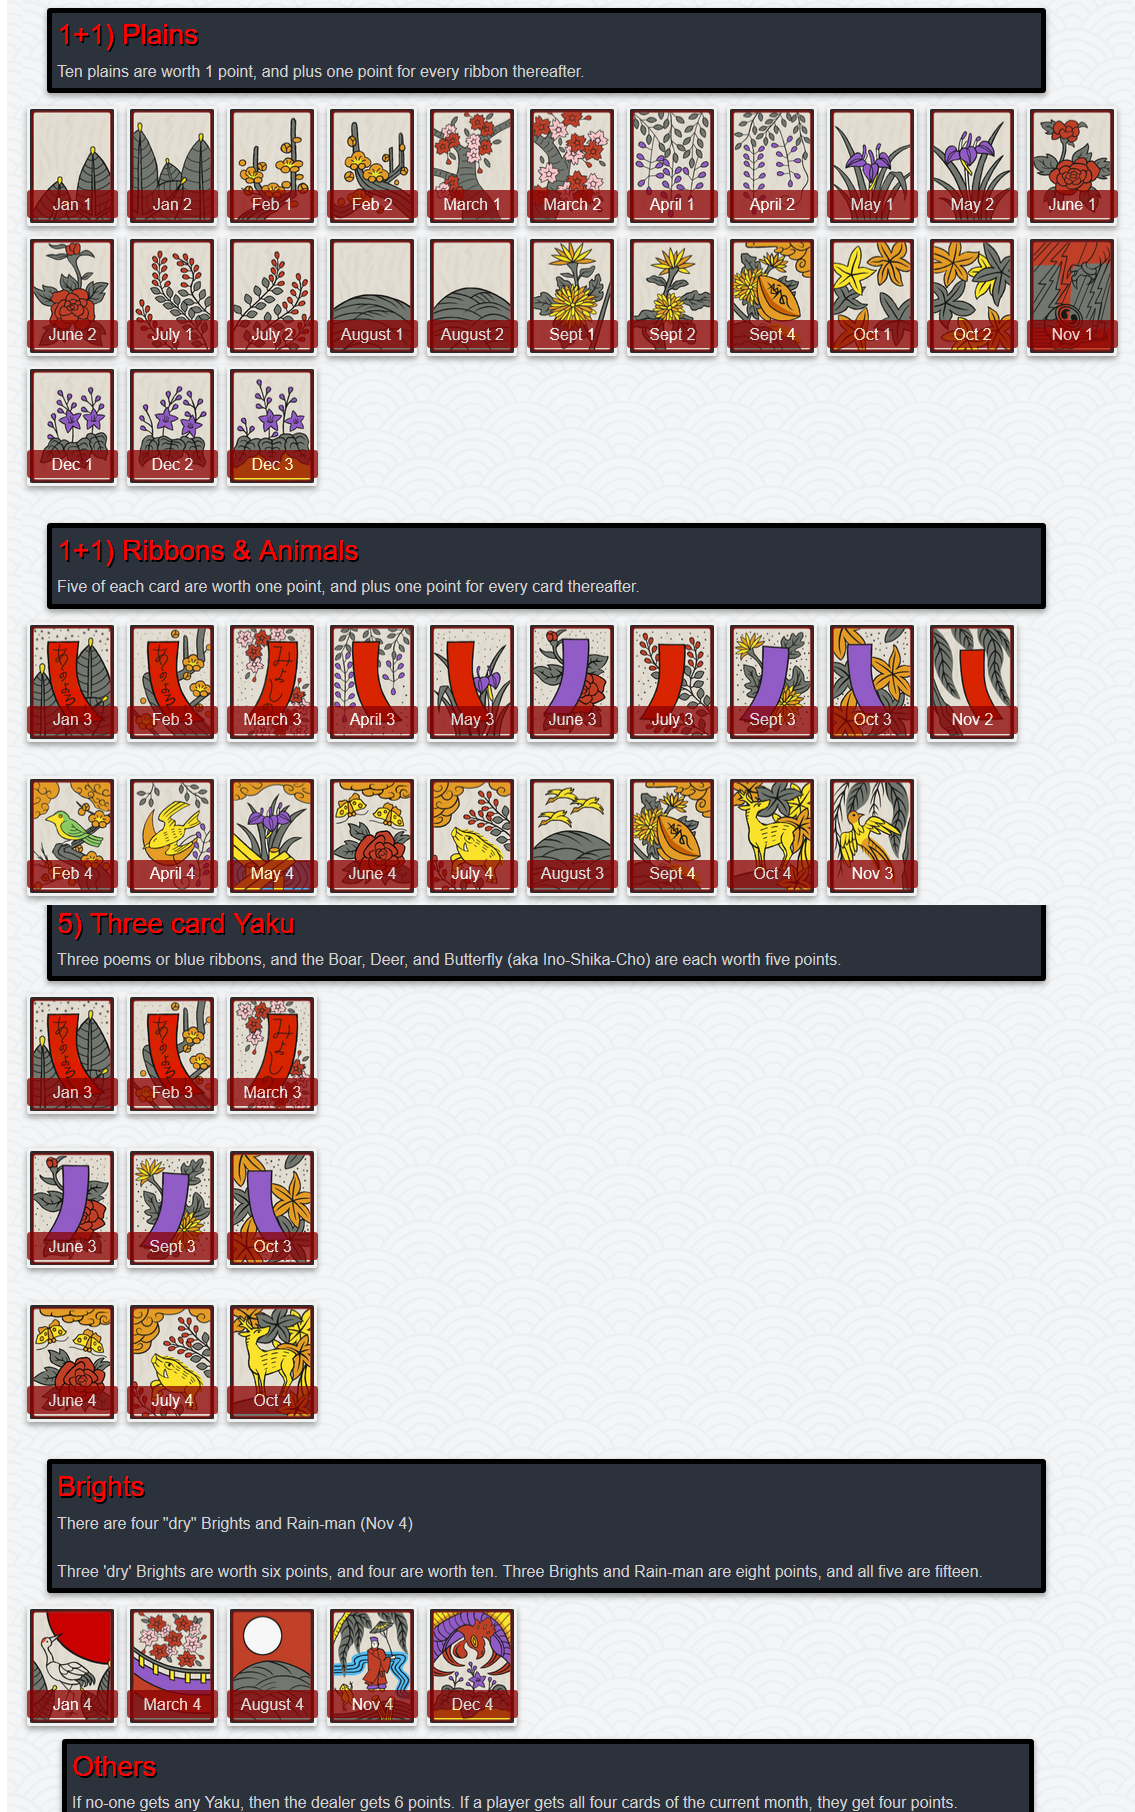 1+1) Plains
Ten plains are worth 1 point, and plus one point for every ribbon thereafter.
Jan 1 Jan 2 Feb 1 Feb 2 March 1 March 2 April 1 April 2 May 1 May 2 June 1
June 2 July 1 July 2 August 1 August 2 Sept 1 Sept 2 Sept 4 Oct 1 Oct 2 Nov 1
Dec 1 Dec 2 Dec 3
1+1) Ribbons & Animals
Five of each card are worth one point, and plus one point for every card thereafter.
Jan 3 Feb 3 March 3 April 3 May 3 June 3 July 3 Sept 3 Oct 3 Nov 2
Feb 4 April 4 May 4 June 4 July 4 August 3 Sept 4 Oct 4 Nov 3
5) Three card Yaku
Three poems or blue ribbons, and the Boar, Deer, and Butterfly (aka Ino-Shika-Cho) are each worth five points.
Jan 3 Feb 3 March 3
June 3 Sept 3 Oct 3
June 4 July 4 Oct 4
Brights
There are four "dry" Brights and Rain-man (Nov 4)
Three 'dry' Brights are worth six points, and four are worth ten. Three Brights and Rain-man are eight points, and all five are fifteen.
Jan 4 March 4 August 4 Nov 4 Dec 4
Others
If no-one gets any Yaku, then the dealer gets 6 points. If a player gets all four cards of the current month, they get four points.